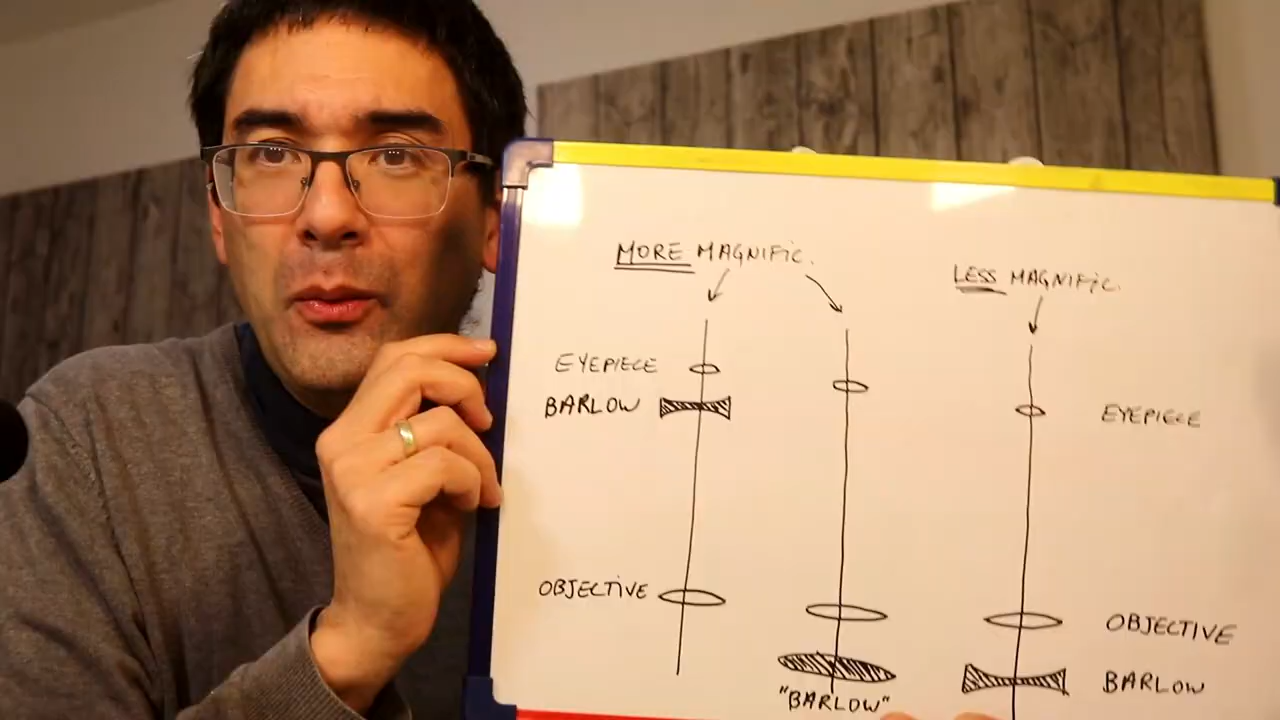 MORE MAGNIFIC.
LESS MAGNIFIC.
EYEPIECE
BARLOW
EYEPIECE
OBJECTIVE
OBJECTIVE
BARLOW
"BARLOW"